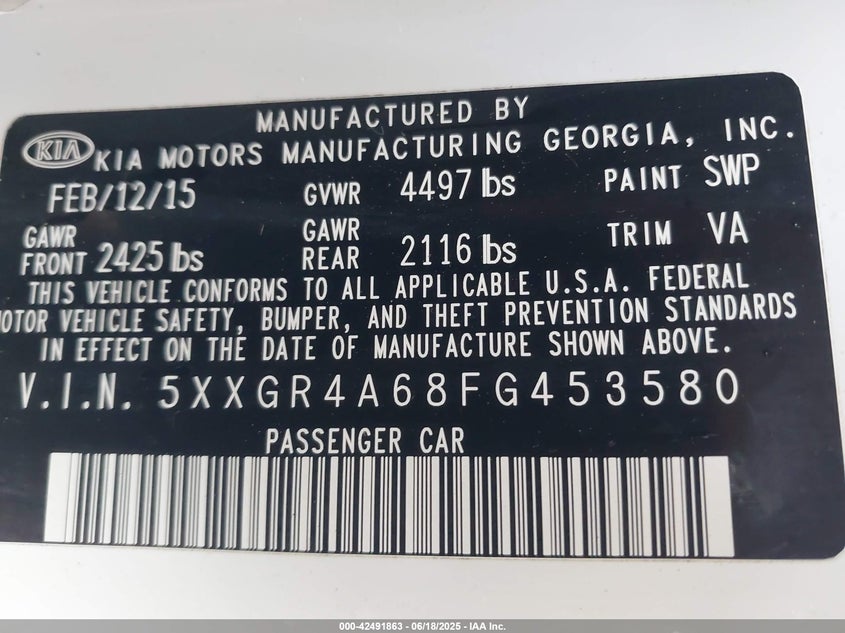 MANUFACTURED BY
KIA KIA MOTORS MANUFACTURING GEORGIA, INC.
FEB/12/15 GVWR 4497 lbs PAINT SWP
GAWR FRONT 2425 lbs GAWR REAR 2116 lbs TRIM VA
THIS VEHICLE CONFORMS TO ALL APPLICABLE U.S.A. FEDERAL
OTOR VEHICLE SAFETY, BUMPER, AND THEFT PREVENTION STANDARDS
IN EFFECT ON THE DATE OF MANUFACTURE SHOWN ABOVE.
V.I.N. 5XXGR4A68FG453580
PASSENGER CAR
000-42491863 - 06/18/2025 - IAA Inc.